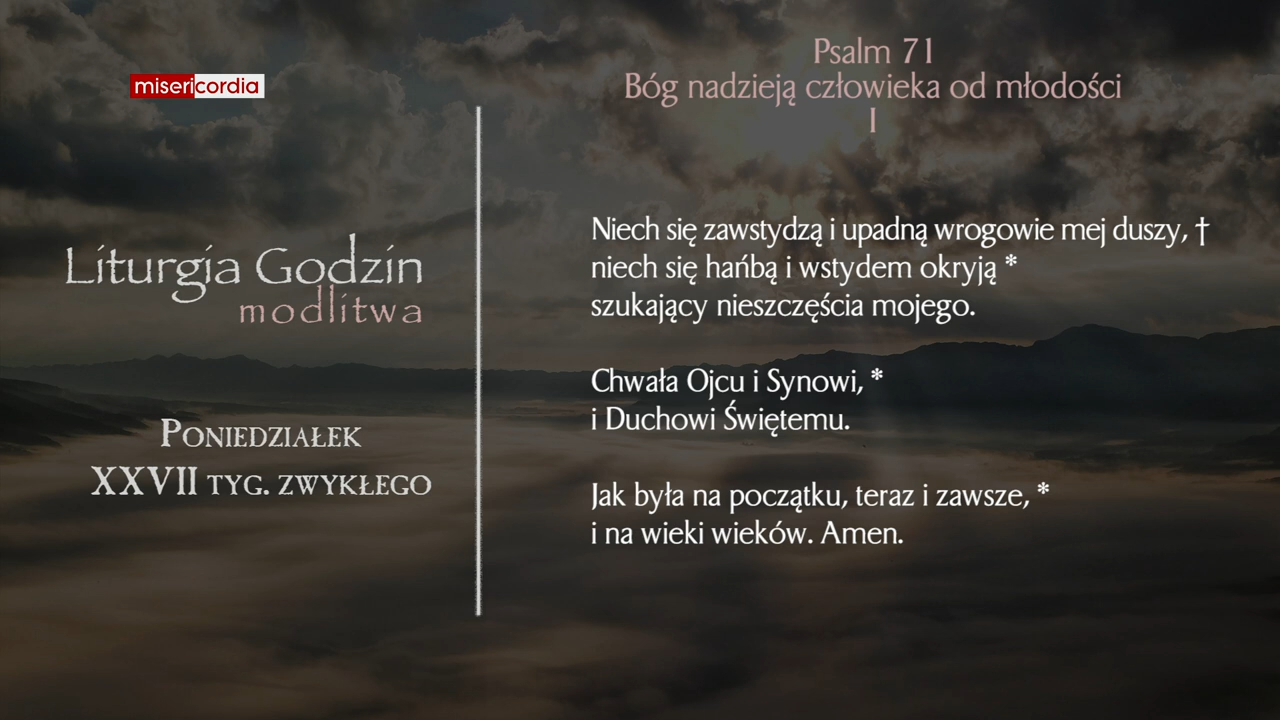 misericordia
Liturgia Godzin
modlitwa
Poniedziałek
XXVII tyg. zwykłego
Psalm 71
Bóg nadzieją człowieka od młodości
I
Niech się zawstydzą i upadną wrogowie mej duszy, †
niech się hańbą i wstydem okryją *
szukający nieszczęścia mojego.
Chwała Ojcu i Synowi, *
i Duchowi Świętemu.
Jak była na początku, teraz i zawsze, *
i na wieki wieków. Amen.